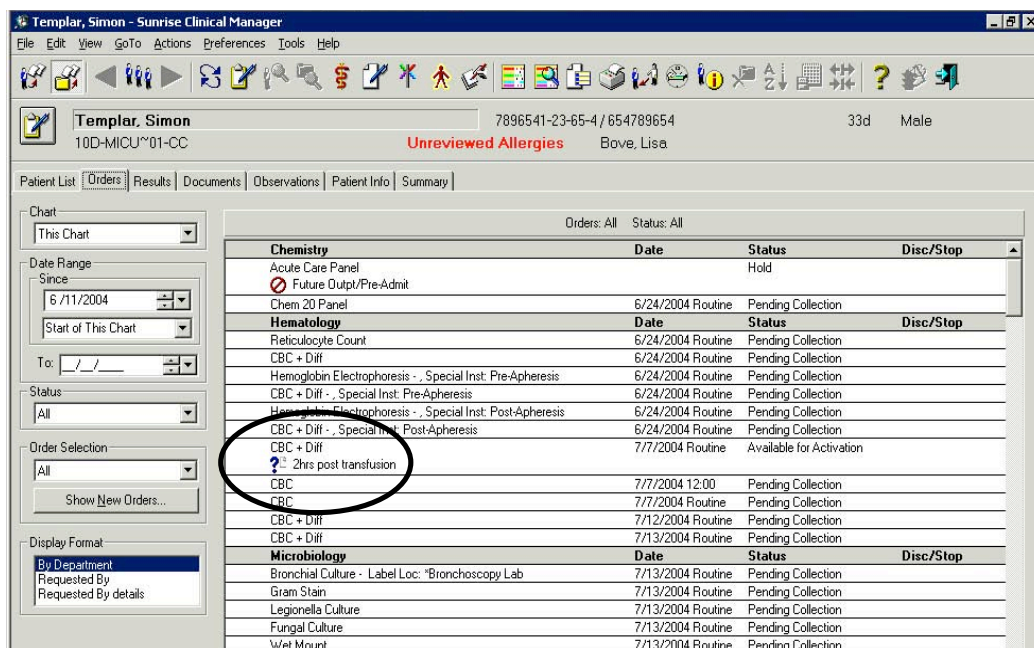 Templar, Simon - Sunrise Clinical Manager
File Edit View GoTo Actions Preferences Tools Help
Templar, Simon 7896541-23-65-4 / 654789654 33d Male
10D-MICU~01-CC Unreviewed Allergies Bove, Lisa
Patient List Orders Results Documents Observations Patient Info Summary
Chart
This Chart
Date Range
Since
6 /11/2004
Start of This Chart
To: _/_/__
Status
All
Order Selection
All
Show New Orders...
Display Format
By Department
Requested By
Requested By details
Orders: All Status: All
Chemistry Date Status Disc/Stop
Acute Care Panel Hold
Future Outpt/Pre-Admit
Chem 20 Panel 6/24/2004 Routine Pending Collection
Hematology Date Status Disc/Stop
Reticulocyte Count 6/24/2004 Routine Pending Collection
CBC + Diff 6/24/2004 Routine Pending Collection
Hemoglobin Electrophoresis - , Special Inst: Pre-Apheresis 6/24/2004 Routine Pending Collection
CBC + Diff - , Special Inst: Pre-Apheresis 6/24/2004 Routine Pending Collection
Hemoglobin Electrophoresis - , Special Inst: Post-Apheresis 6/24/2004 Routine Pending Collection
CBC + Diff - , Special Inst: Post-Apheresis 6/24/2004 Routine Pending Collection
CBC + Diff 7/7/2004 Routine Available for Activation
? 2hrs post transfusion
CBC 7/7/2004 12:00 Pending Collection
CBC 7/7/2004 Routine Pending Collection
CBC + Diff 7/12/2004 Routine Pending Collection
CBC + Diff 7/13/2004 Routine Pending Collection
Microbiology Date Status Disc/Stop
Bronchial Culture - Label Loc: *Bronchoscopy Lab 7/13/2004 Routine Pending Collection
Gram Stain 7/13/2004 Routine Pending Collection
Legionella Culture 7/13/2004 Routine Pending Collection
Fungal Culture 7/13/2004 Routine Pending Collection
Wet Mount 7/13/2004 Routine Pending Collection